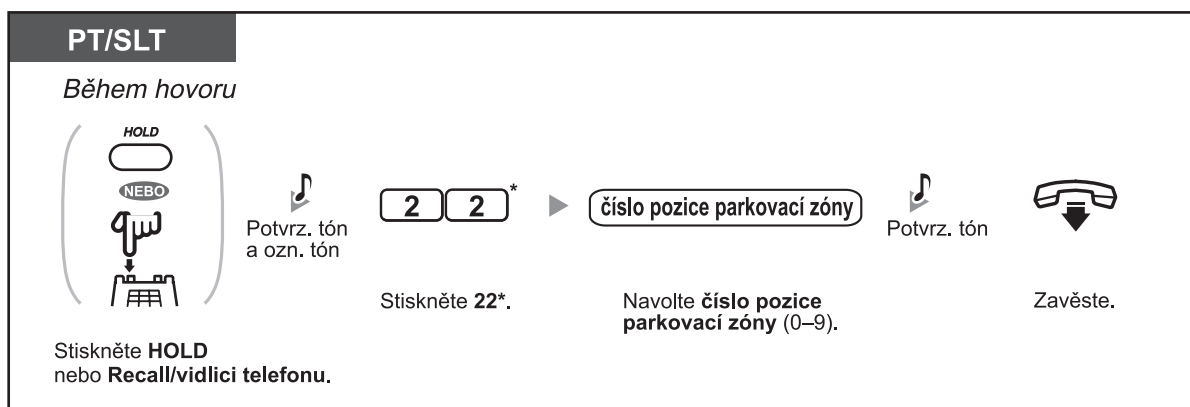 PT/SLT
Během hovoru
HOLD
NEBO
Stiskněte HOLD
nebo Recall/vidlici telefonu.
Potvrz. tón
a ozn. tón
2 2*
Stiskněte 22*.
číslo pozice parkovací zóny
Navolte číslo pozice
parkovací zóny (0–9).
Potvrz. tón
Zavěste.